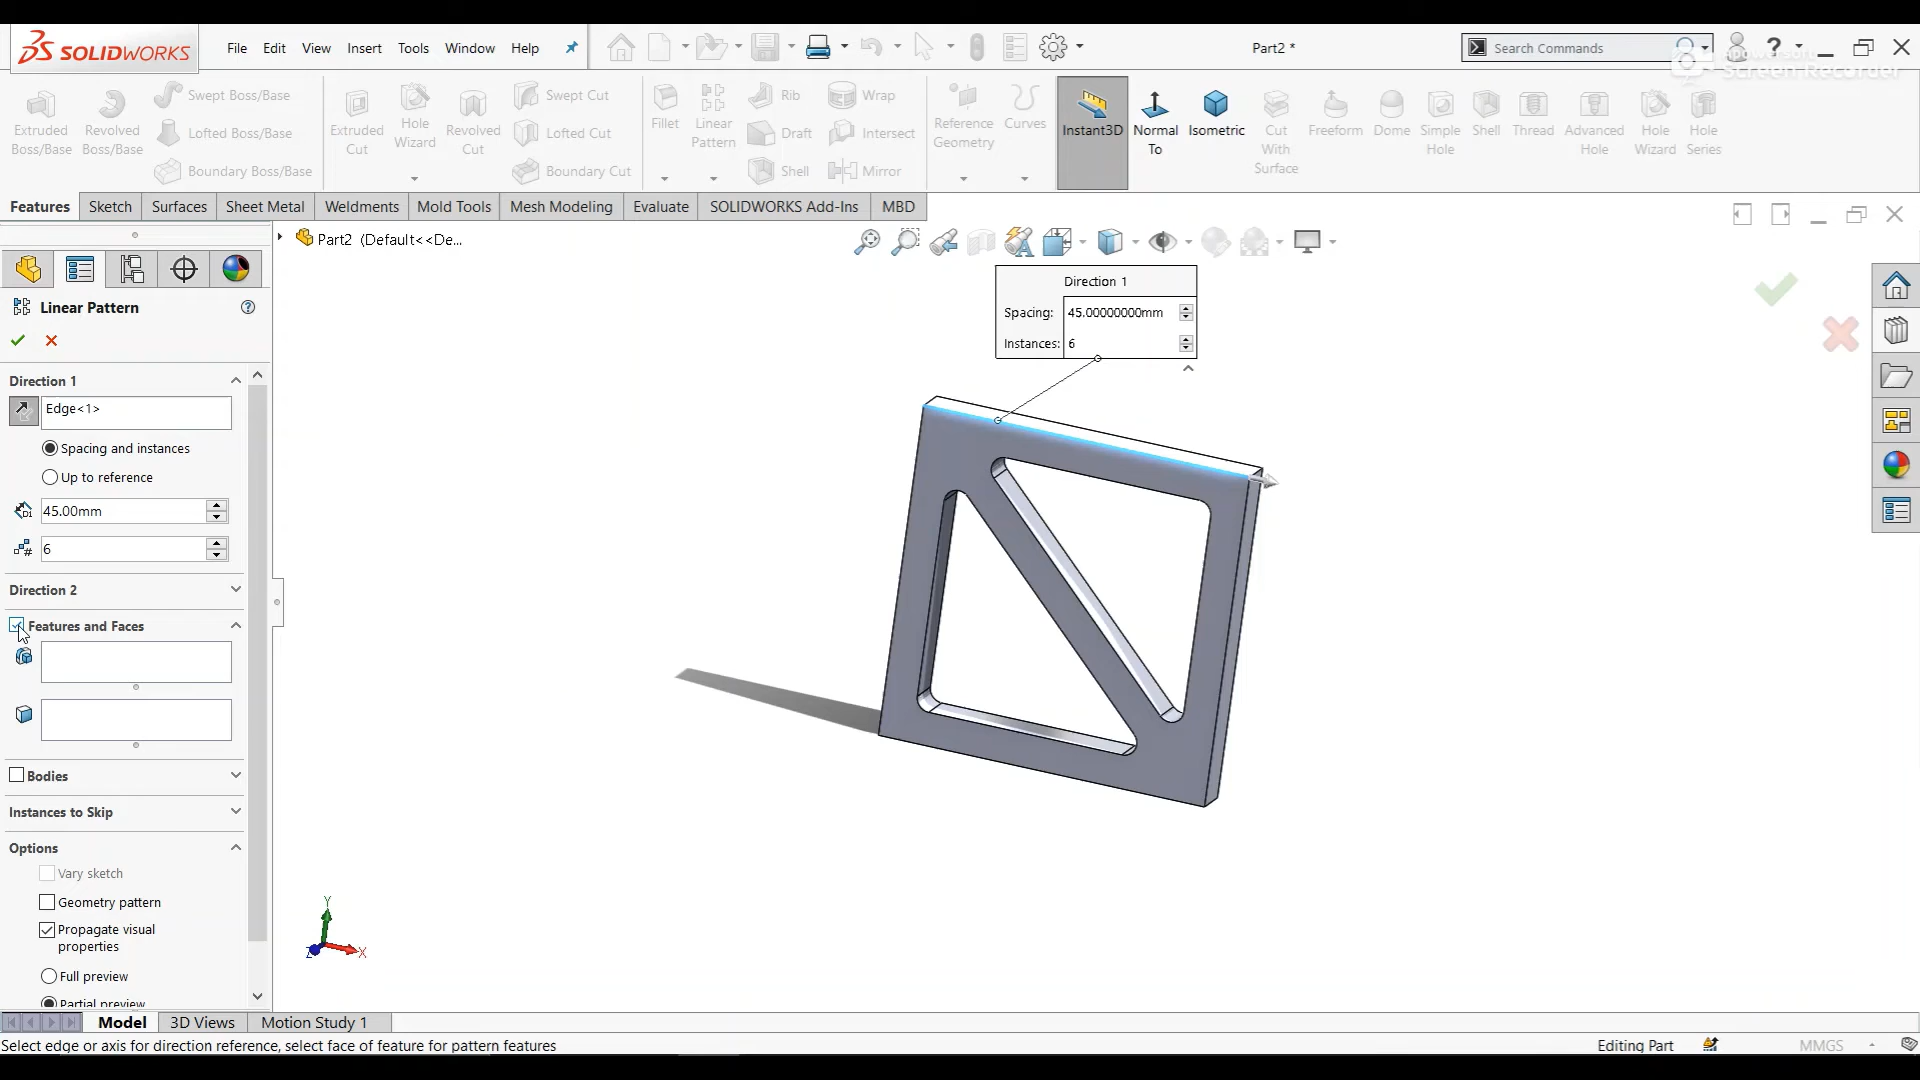 SOLIDWORKS
File Edit View Insert Tools Window Help
Part2 *
Search Commands
?
Screen Recorder
Extruded Boss/Base
Revolved Boss/Base
Swept Boss/Base
Lofted Boss/Base
Boundary Boss/Base
Extruded Cut
Hole Wizard
Revolved Cut
Swept Cut
Lofted Cut
Boundary Cut
Fillet
Linear Pattern
Rib
Draft
Shell
Wrap
Intersect
Mirror
Reference Geometry
Curves
Instant3D
Normal To
Isometric
Cut With Surface
Freeform
Dome
Simple Hole
Shell
Thread
Advanced Hole
Hole Wizard
Hole Series
Features Sketch Surfaces Sheet Metal Weldments Mold Tools Mesh Modeling Evaluate SOLIDWORKS Add-Ins MBD
Part2 (Default<<De...
Linear Pattern
Direction 1
Edge<1>
Spacing and instances
Up to reference
45.00mm
6
Direction 2
Features and Faces
Bodies
Instances to Skip
Options
Vary sketch
Geometry pattern
Propagate visual
properties
Full preview
Partial preview
Direction 1
Spacing: 45.00000000mm
Instances: 6
Y
X
Z
Model 3D Views Motion Study 1
Select edge or axis for direction reference, select face of feature for pattern features
Editing Part
MMGS